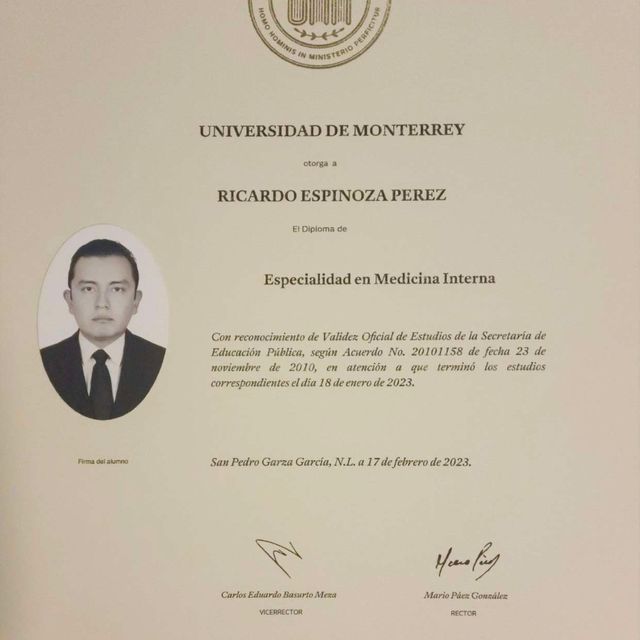 UEM
HOMO HOMINIS IN MINISTERIO PERFICITUR
UNIVERSIDAD DE MONTERREY
otorga a
RICARDO ESPINOZA PEREZ
El Diploma de
Especialidad en Medicina Interna
Con reconocimiento de Validez Oficial de Estudios de la Secretaría de
Educación Pública, según Acuerdo No. 20101158 de fecha 23 de
noviembre de 2010, en atención a que terminó los estudios
correspondientes el día 18 de enero de 2023.
Firma del alumno
San Pedro Garza García, N.L. a 17 de febrero de 2023.
Carlos Eduardo Basurto Meza
VICERRECTOR
Mario Páez González
RECTOR